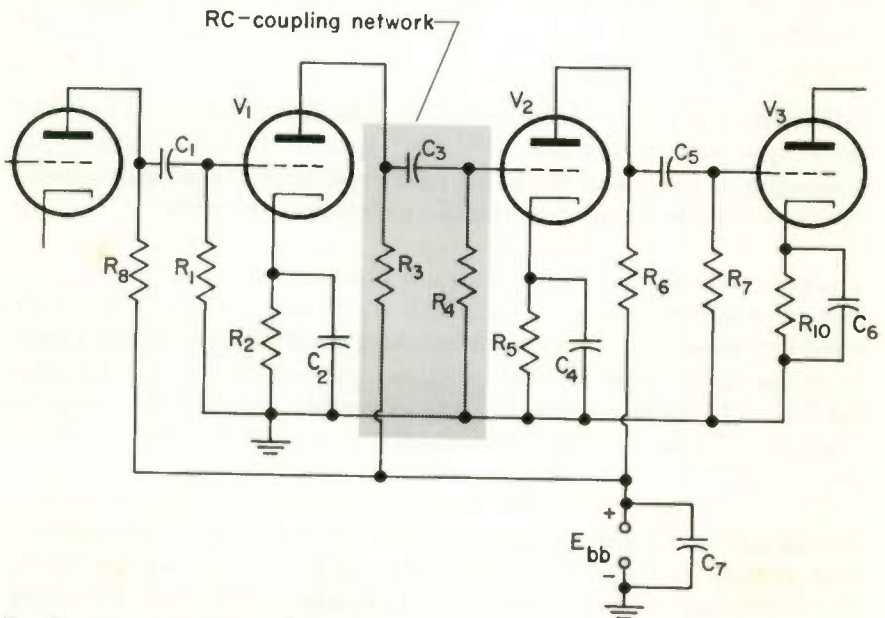 RC-coupling network
V1
V2
V3
C1
C3
C5
R8
R1
R3
R4
R6
R7
R2
C2
R5
C4
R10
C6
+
Ebb
-
C7